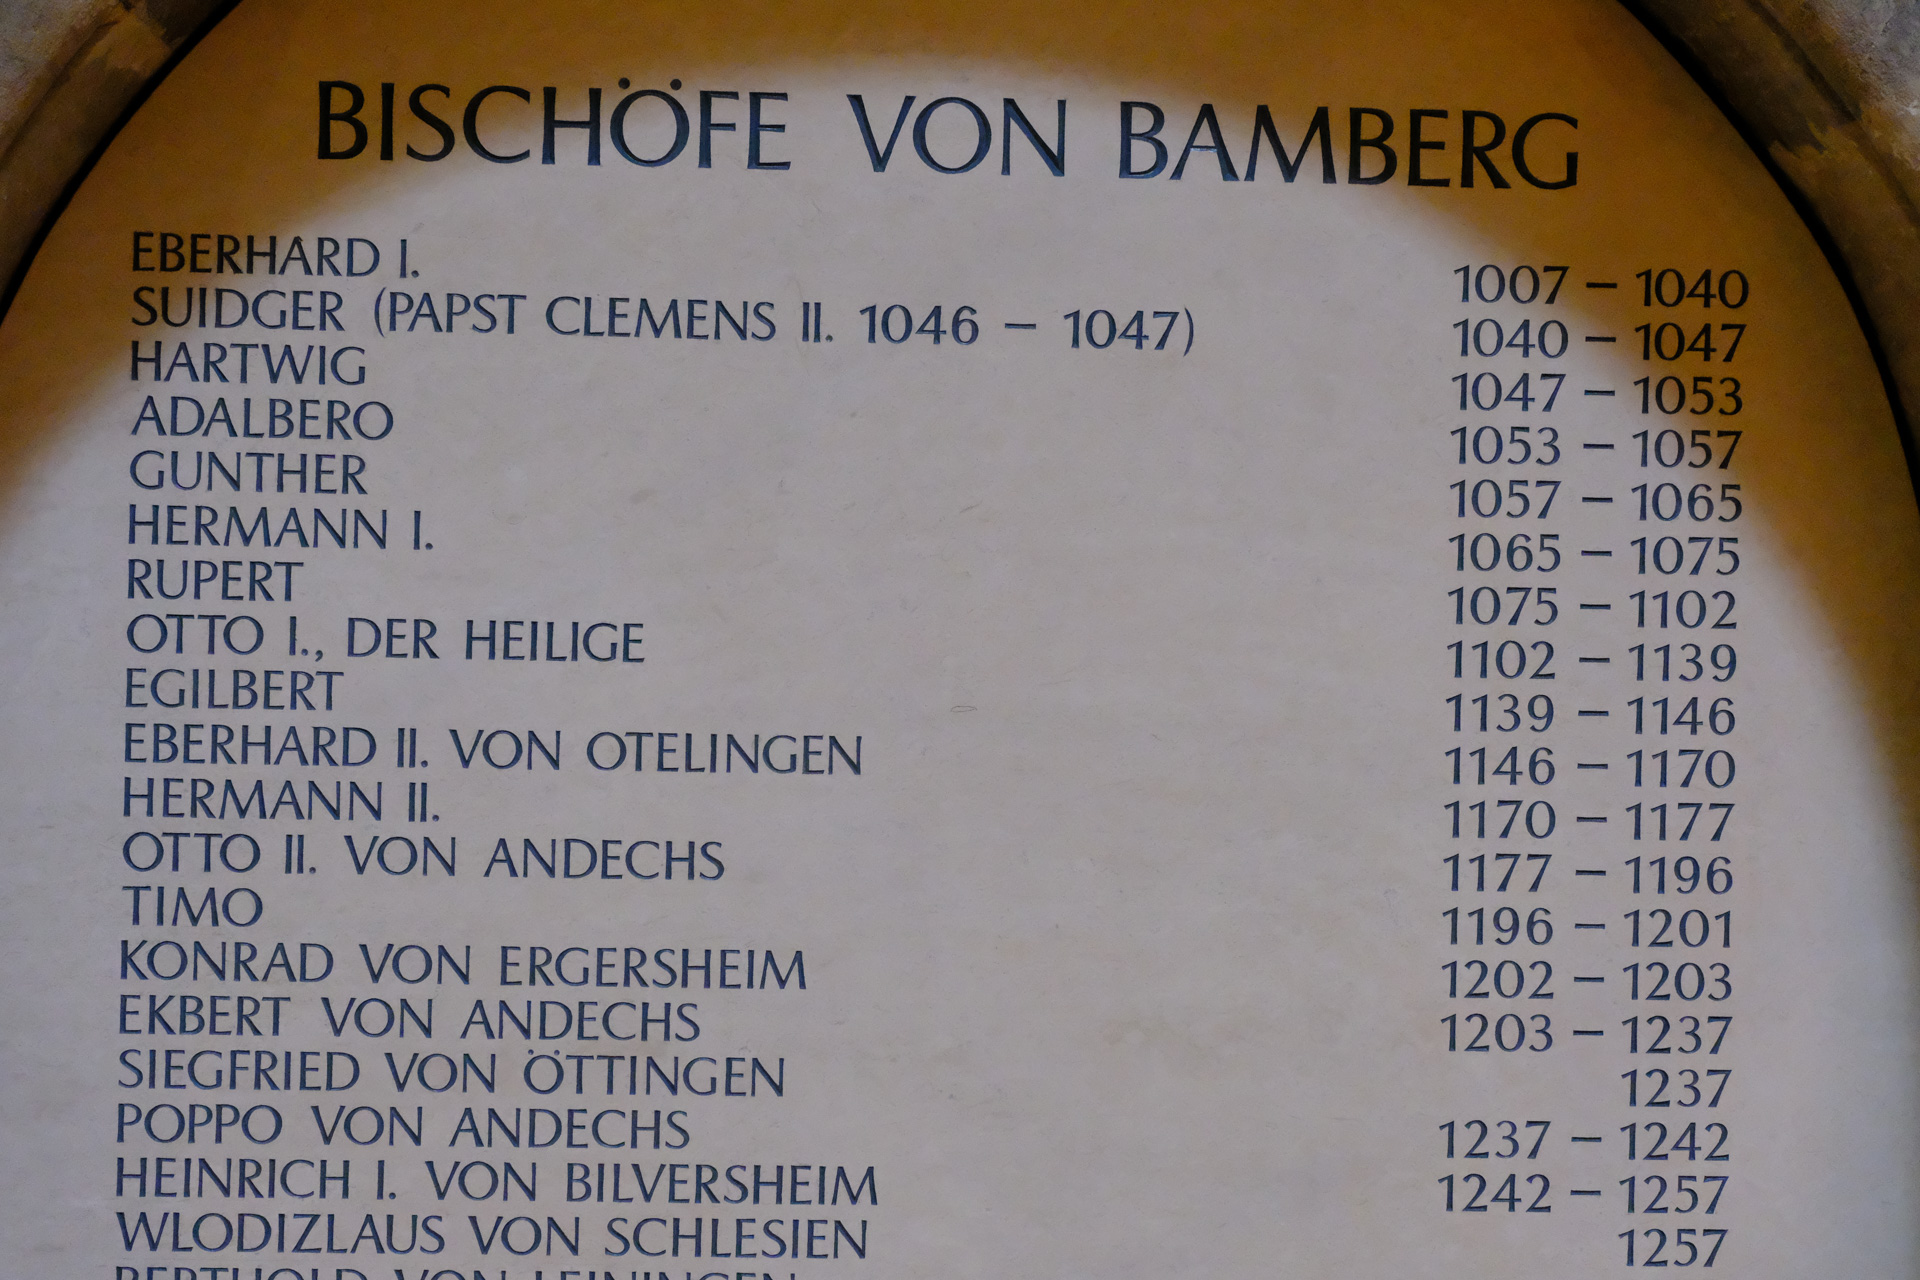 BISCHÖFE VON BAMBERG
EBERHARD I. 1007 – 1040
SUIDGER (PAPST CLEMENS II. 1046 – 1047) 1040 – 1047
HARTWIG 1047 – 1053
ADALBERO 1053 – 1057
GUNTHER 1057 – 1065
HERMANN I. 1065 – 1075
RUPERT 1075 – 1102
OTTO I., DER HEILIGE 1102 – 1139
EGILBERT 1139 – 1146
EBERHARD II. VON OTELINGEN 1146 – 1170
HERMANN II. 1170 – 1177
OTTO II. VON ANDECHS 1177 – 1196
TIMO 1196 – 1201
KONRAD VON ERGERSHEIM 1202 – 1203
EKBERT VON ANDECHS 1203 – 1237
SIEGFRIED VON ÖTTINGEN 1237
POPPO VON ANDECHS 1237 – 1242
HEINRICH I. VON BILVERSHEIM 1242 – 1257
WLODIZLAUS VON SCHLESIEN 1257
BERTHOLD VON LEININGEN